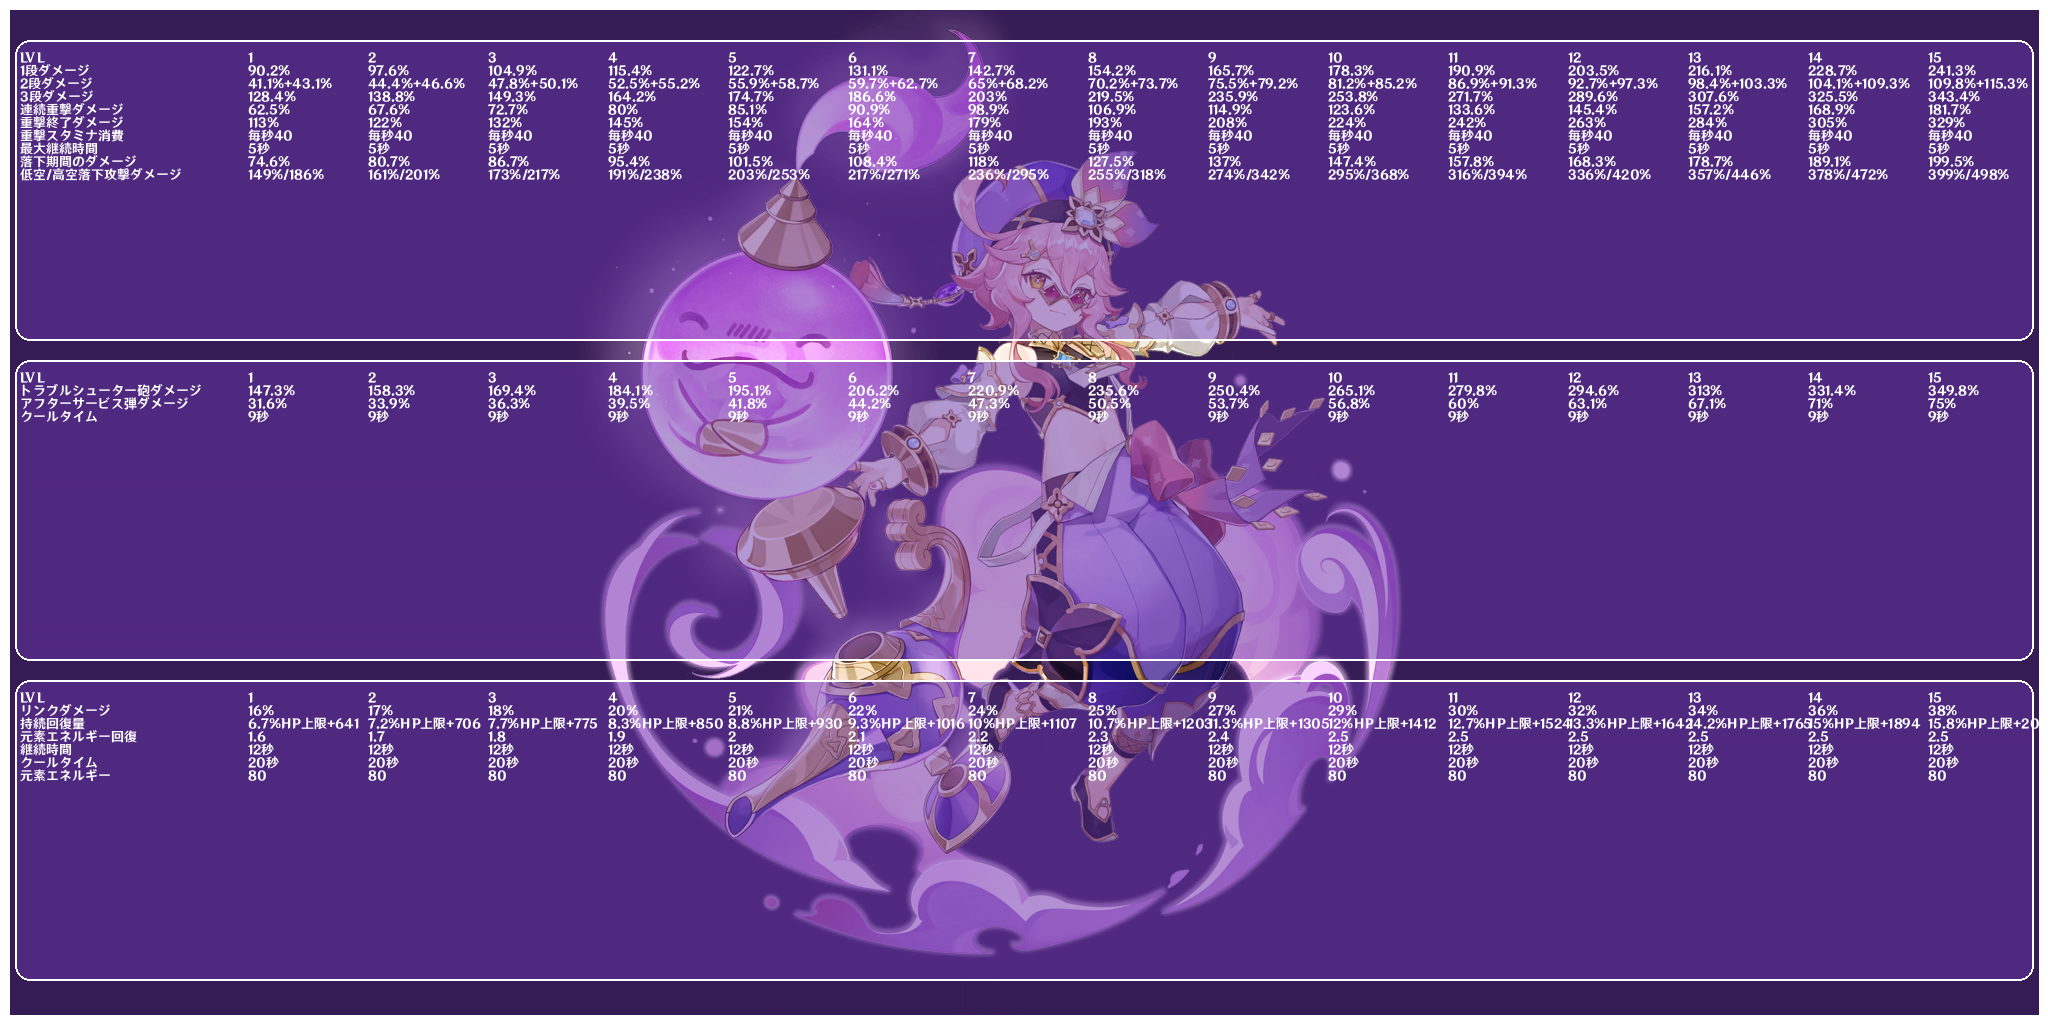 LVL 1 2 3 4 5 6 7 8 9 10 11 12 13 14 15
1段ダメージ 90.2% 97.6% 104.9% 115.4% 122.7% 131.1% 142.7% 154.2% 165.7% 178.3% 190.9% 203.5% 216.1% 228.7% 241.3%
2段ダメージ 41.1%+43.1% 44.4%+46.6% 47.8%+50.1% 52.5%+55.2% 55.9%+58.7% 59.7%+62.7% 65%+68.2% 70.2%+73.7% 75.5%+79.2% 81.2%+85.2% 86.9%+91.3% 92.7%+97.3% 98.4%+103.3% 104.1%+109.3% 109.8%+115.3%
3段ダメージ 128.4% 138.8% 149.3% 164.2% 174.7% 186.6% 203% 219.5% 235.9% 253.8% 271.7% 289.6% 307.6% 325.5% 343.4%
連続重撃ダメージ 62.5% 67.6% 72.7% 80% 85.1% 90.9% 98.9% 106.9% 114.9% 123.6% 133.6% 145.4% 157.2% 168.9% 181.7%
重撃終了ダメージ 113% 122% 132% 145% 154% 164% 179% 193% 208% 224% 242% 263% 284% 305% 329%
重撃スタミナ消費 毎秒40 毎秒40 毎秒40 毎秒40 毎秒40 毎秒40 毎秒40 毎秒40 毎秒40 毎秒40 毎秒40 毎秒40 毎秒40 毎秒40 毎秒40
最大継続時間 5秒 5秒 5秒 5秒 5秒 5秒 5秒 5秒 5秒 5秒 5秒 5秒 5秒 5秒 5秒
落下期間のダメージ 74.6% 80.7% 86.7% 95.4% 101.5% 108.4% 118% 127.5% 137% 147.4% 157.8% 168.3% 178.7% 189.1% 199.5%
低空/高空落下攻撃ダメージ 149%/186% 161%/201% 173%/217% 191%/238% 203%/253% 217%/271% 236%/295% 255%/318% 274%/342% 295%/368% 316%/394% 336%/420% 357%/446% 378%/472% 399%/498%
LVL 1 2 3 4 5 6 7 8 9 10 11 12 13 14 15
トラブルシューター砲ダメージ 147.3% 158.3% 169.4% 184.1% 195.1% 206.2% 220.9% 235.6% 250.4% 265.1% 279.8% 294.6% 313% 331.4% 349.8%
アフターサービス弾ダメージ 31.6% 33.9% 36.3% 39.5% 41.8% 44.2% 47.3% 50.5% 53.7% 56.8% 60% 63.1% 67.1% 71% 75%
クールタイム 9秒 9秒 9秒 9秒 9秒 9秒 9秒 9秒 9秒 9秒 9秒 9秒 9秒 9秒 9秒
LVL 1 2 3 4 5 6 7 8 9 10 11 12 13 14 15
リンクダメージ 16% 17% 18% 20% 21% 22% 24% 25% 27% 29% 30% 32% 34% 36% 38%
持続回復量 6.7%HP上限+641 7.2%HP上限+706 7.7%HP上限+775 8.3%HP上限+850 8.8%HP上限+930 9.3%HP上限+1016 10%HP上限+1107 10.7%HP上限+1203 11.3%HP上限+1305 12%HP上限+1412 12.7%HP上限+1524 13.3%HP上限+1642 14.2%HP上限+1765 15%HP上限+1894 15.8%HP上限+20
元素エネルギー回復 1.6 1.7 1.8 1.9 2 2.1 2.2 2.3 2.4 2.5 2.5 2.5 2.5 2.5 2.5
継続時間 12秒 12秒 12秒 12秒 12秒 12秒 12秒 12秒 12秒 12秒 12秒 12秒 12秒 12秒 12秒
クールタイム 20秒 20秒 20秒 20秒 20秒 20秒 20秒 20秒 20秒 20秒 20秒 20秒 20秒 20秒 20秒
元素エネルギー 80 80 80 80 80 80 80 80 80 80 80 80 80 80 80